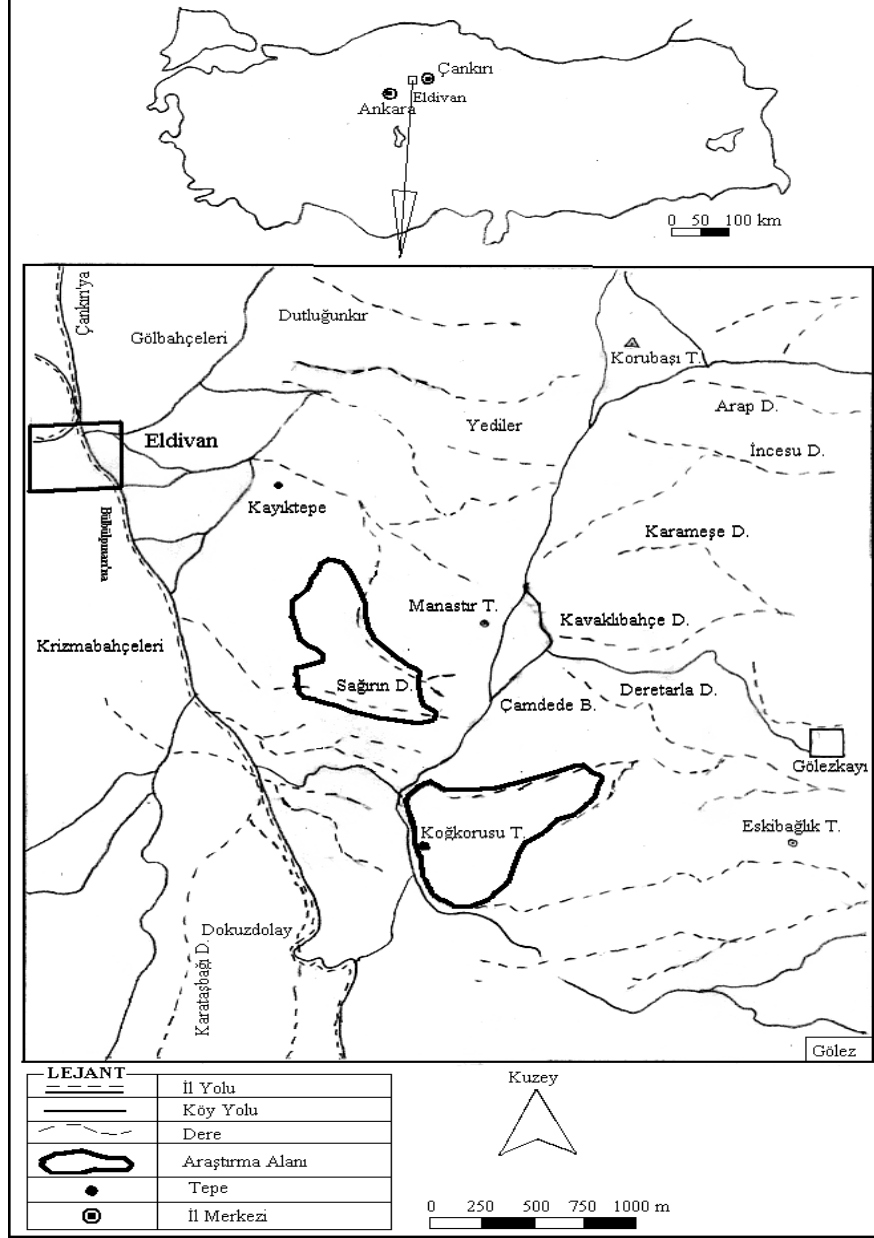 Çankırı
Eldivan
Ankara
0 50 100 km
Çankırı'ya
Dutluğunkır
Gölbahçeleri
Korubaşı T.
Arap D.
Yediler
Eldivan
İncesu D.
Kayıktepe
Karameşe D.
Manastır T.
Kavaklıbahçe D.
Krizmabahçeleri
Sağırın D.
Deretarla D.
Çamdede B.
Gölezkayı
Koğkorusu T.
Eskibağlık T.
Dokuzdolay
Karataşbağı D.
Gölez
LEJANT
İl Yolu
Köy Yolu
Dere
Araştırma Alanı
Tepe
İl Merkezi
Kuzey
0 250 500 750 1000 m